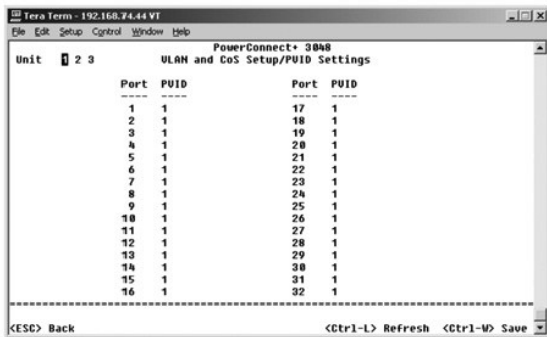 Tera Term - 192.168.74.44 VT
File Edit Setup Control Window Help
PowerConnect+ 3048
Unit 1 2 3 VLAN and CoS Setup/PVID Settings
Port PVID Port PVID
---- ---- ---- ----
1 1 17 1
2 1 18 1
3 1 19 1
4 1 20 1
5 1 21 1
6 1 22 1
7 1 23 1
8 1 24 1
9 1 25 1
10 1 26 1
11 1 27 1
12 1 28 1
13 1 29 1
14 1 30 1
15 1 31 1
16 1 32 1
<ESC> Back <Ctrl-L> Refresh <Ctrl-W> Save